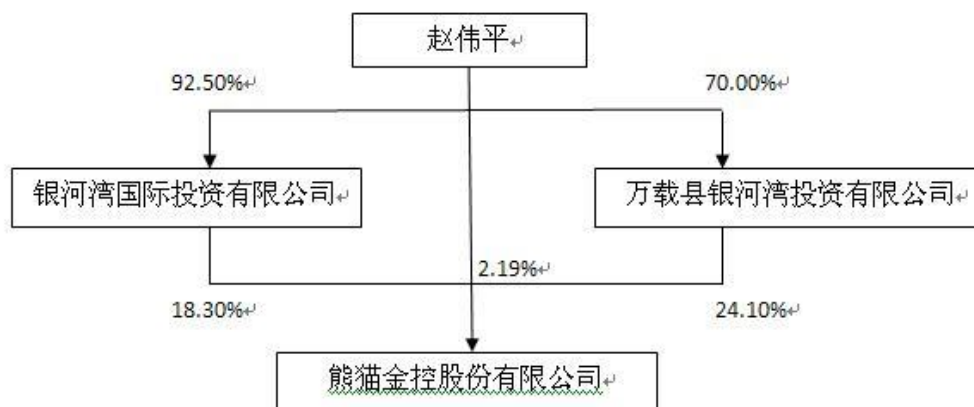 赵伟平
92.50%
70.00%
银河湾国际投资有限公司
万载县银河湾投资有限公司
2.19%
18.30%
24.10%
熊猫金控股份有限公司